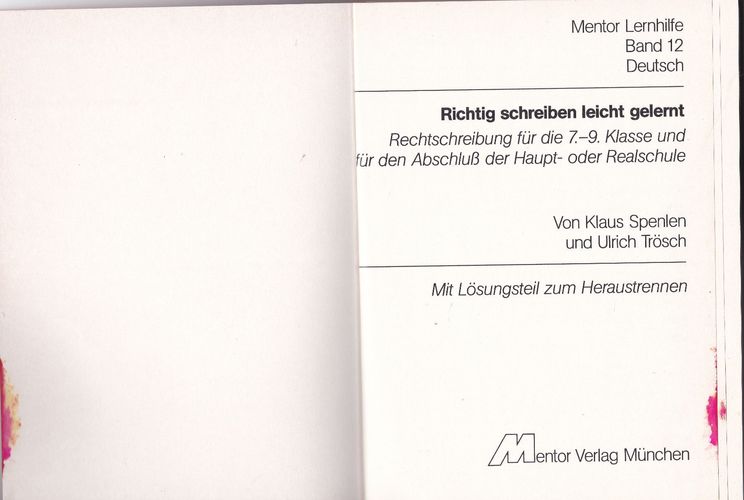 Mentor Lernhilfe
Band 12
Deutsch
Richtig schreiben leicht gelernt
Rechtschreibung für die 7.–9. Klasse und
für den Abschluß der Haupt- oder Realschule
Von Klaus Spenlen
und Ulrich Trösch
Mit Lösungsteil zum Heraustrennen
Mentor Verlag München